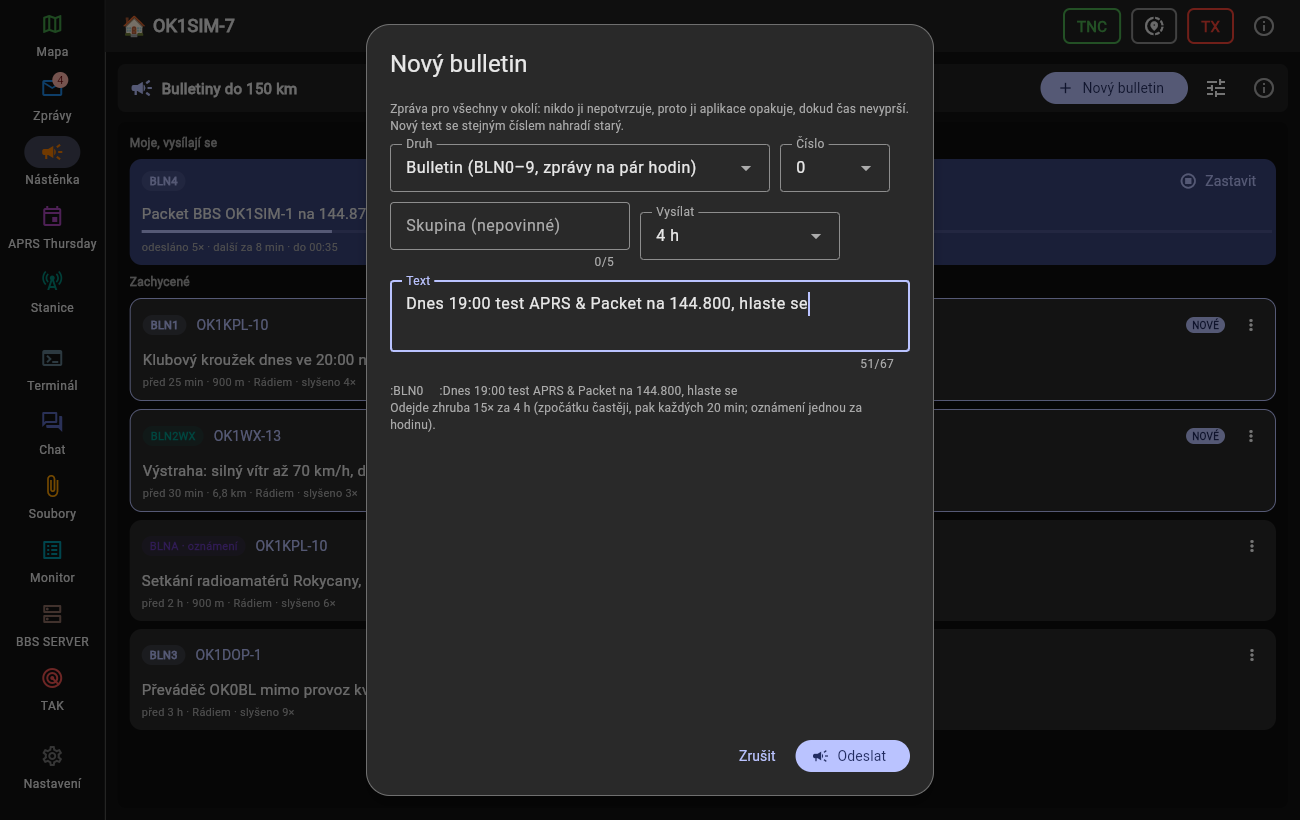 Mapa
Zprávy
4
Nástěnka
APRS Thursday
Stanice
Terminál
Chat
Soubory
Monitor
BBS SERVER
TAK
Nastavení
OK1SIM-7
TNC
TX
Bulletiny do 150 km
Nový bulletin
Moje, vysílají se
BLN4
Zastavit
Packet BBS OK1SIM-1 na 144.87
odesláno 5× · další za 8 min · do 00:35
Zachycené
BLN1 OK1KPL-10
NOVÉ
Klubový kroužek dnes ve 20:00 n
před 25 min · 900 m · Rádiem · slyšeno 4×
BLN2WX OK1WX-13
NOVÉ
Výstraha: silný vítr až 70 km/h, d
před 30 min · 6,8 km · Rádiem · slyšeno 3×
BLNA · oznámení OK1KPL-10
Setkání radioamatérů Rokycany,
před 2 h · 900 m · Rádiem · slyšeno 6×
BLN3 OK1DOP-1
Převáděč OK0BL mimo provoz kv
před 3 h · Rádiem · slyšeno 9×
Nový bulletin
Zpráva pro všechny v okolí: nikdo ji nepotvrzuje, proto ji aplikace opakuje, dokud čas nevyprší.
Nový text se stejným číslem nahradí starý.
Druh
Bulletin (BLN0–9, zprávy na pár hodin)
Číslo
0
Skupina (nepovinné)
0/5
Vysílat
4 h
Text
Dnes 19:00 test APRS & Packet na 144.800, hlaste se
51/67
:BLN0     :Dnes 19:00 test APRS & Packet na 144.800, hlaste se
Odejde zhruba 15× za 4 h (zpočátku častěji, pak každých 20 min; oznámení jednou za
hodinu).
Zrušit
Odeslat